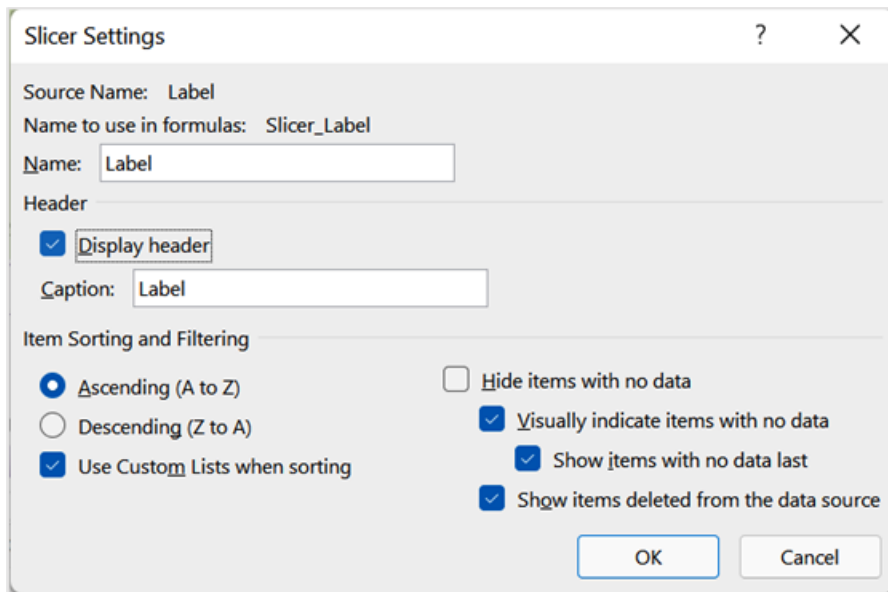 Slicer Settings ?
Source Name: Label
Name to use in formulas: Slicer_Label
Name: Label
Header
Display header
Caption: Label
Item Sorting and Filtering
Ascending (A to Z)
Descending (Z to A)
Use Custom Lists when sorting
Hide items with no data
Visually indicate items with no data
Show items with no data last
Show items deleted from the data source
OK Cancel